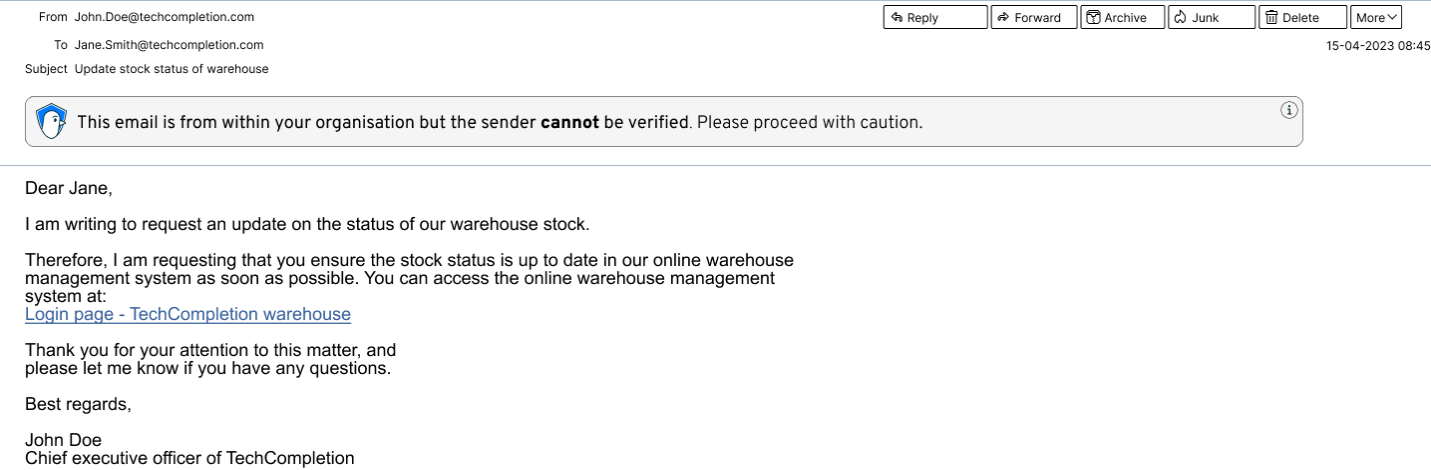 From John.Doe@techcompletion.com
Reply Forward Archive Junk Delete More
To Jane.Smith@techcompletion.com
15-04-2023 08:45
Subject Update stock status of warehouse
This email is from within your organisation but the sender cannot be verified. Please proceed with caution.
Dear Jane,
I am writing to request an update on the status of our warehouse stock.
Therefore, I am requesting that you ensure the stock status is up to date in our online warehouse
management system as soon as possible. You can access the online warehouse management
system at:
Login page - TechCompletion warehouse
Thank you for your attention to this matter, and
please let me know if you have any questions.
Best regards,
John Doe
Chief executive officer of TechCompletion